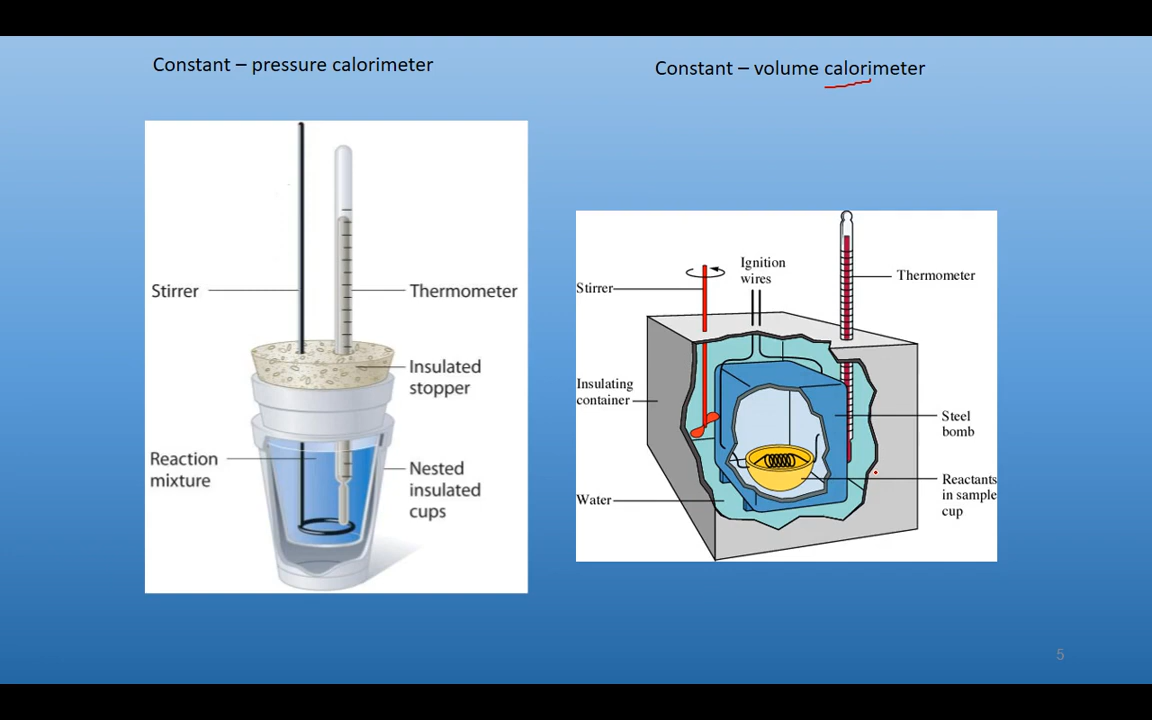 Constant – pressure calorimeter
Constant – volume calorimeter
Stirrer
Thermometer
Insulated
stopper
Reaction
mixture
Nested
insulated
cups
Ignition
wires
Stirrer
Thermometer
Insulating
container
Steel
bomb
Water
Reactants
in sample
cup
5